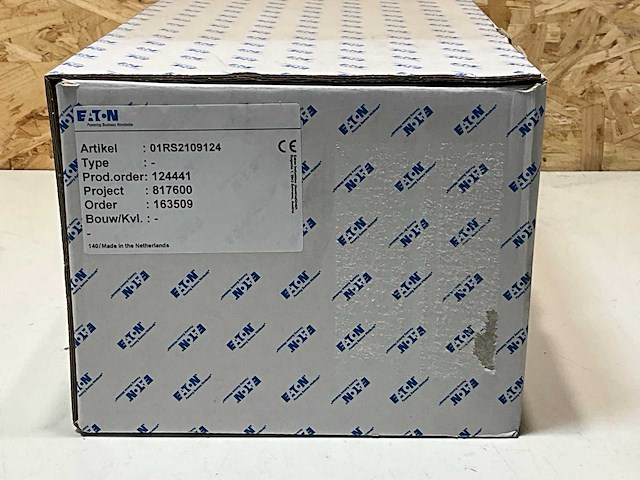 EATON
Powering Business Worldwide
Artikel : 01RS2109124
Type : -
Prod.order: 124441
Project : 817600
Order : 163509
Bouw/Kvl. : -
-
140/Made in the Netherlands
CE